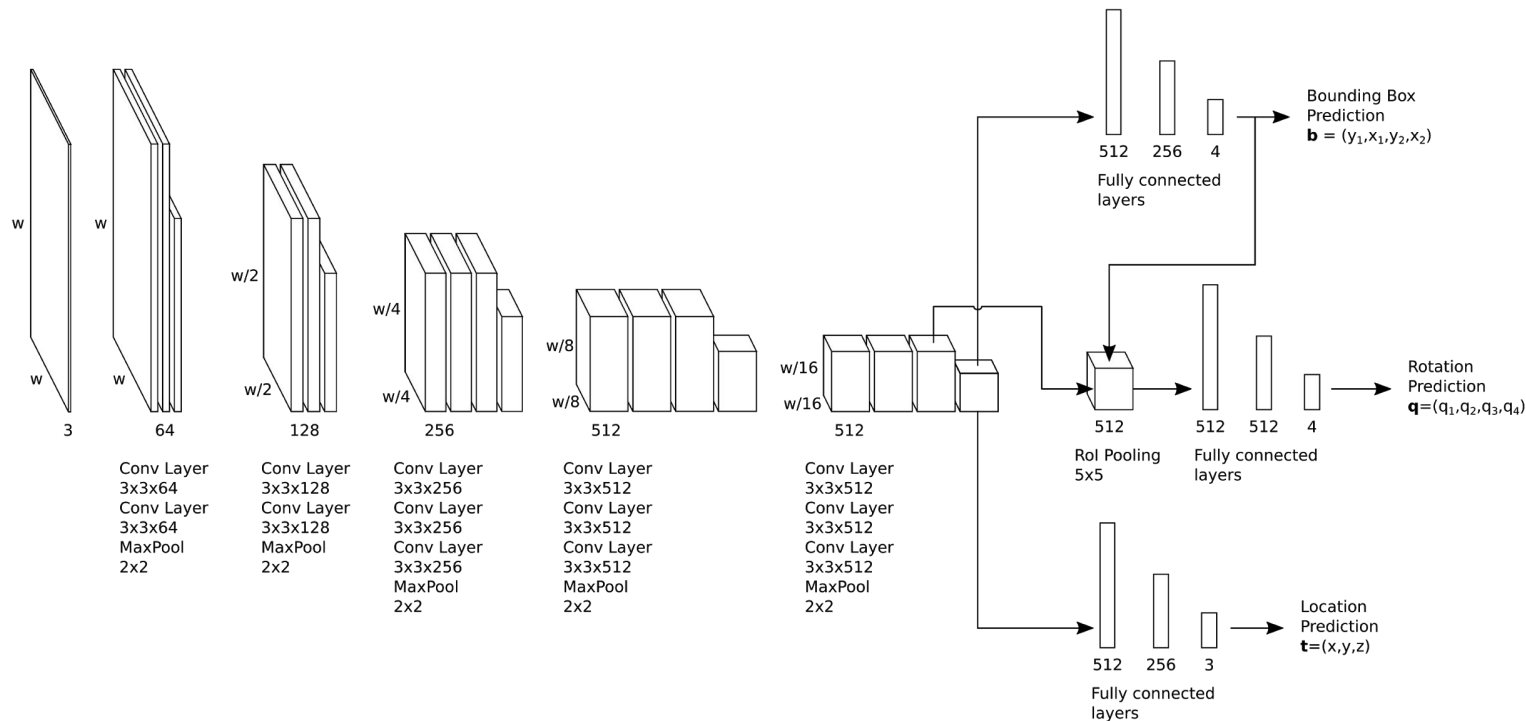 w
w
3
w
w
64
Conv Layer
3x3x64
Conv Layer
3x3x64
MaxPool
2x2
w/2
w/2
128
Conv Layer
3x3x128
Conv Layer
3x3x128
MaxPool
2x2
w/4
w/4
256
Conv Layer
3x3x256
Conv Layer
3x3x256
Conv Layer
3x3x256
MaxPool
2x2
w/8
w/8
512
Conv Layer
3x3x512
Conv Layer
3x3x512
Conv Layer
3x3x512
MaxPool
2x2
w/16
w/16
512
Conv Layer
3x3x512
Conv Layer
3x3x512
Conv Layer
3x3x512
MaxPool
2x2
512 256 4
Fully connected
layers
Bounding Box
Prediction
b = (y₁,x₁,y₂,x₂)
512
RoI Pooling
5x5
512 512 4
Fully connected
layers
Rotation
Prediction
q=(q₁,q₂,q₃,q₄)
512 256 3
Fully connected
layers
Location
Prediction
t=(x,y,z)